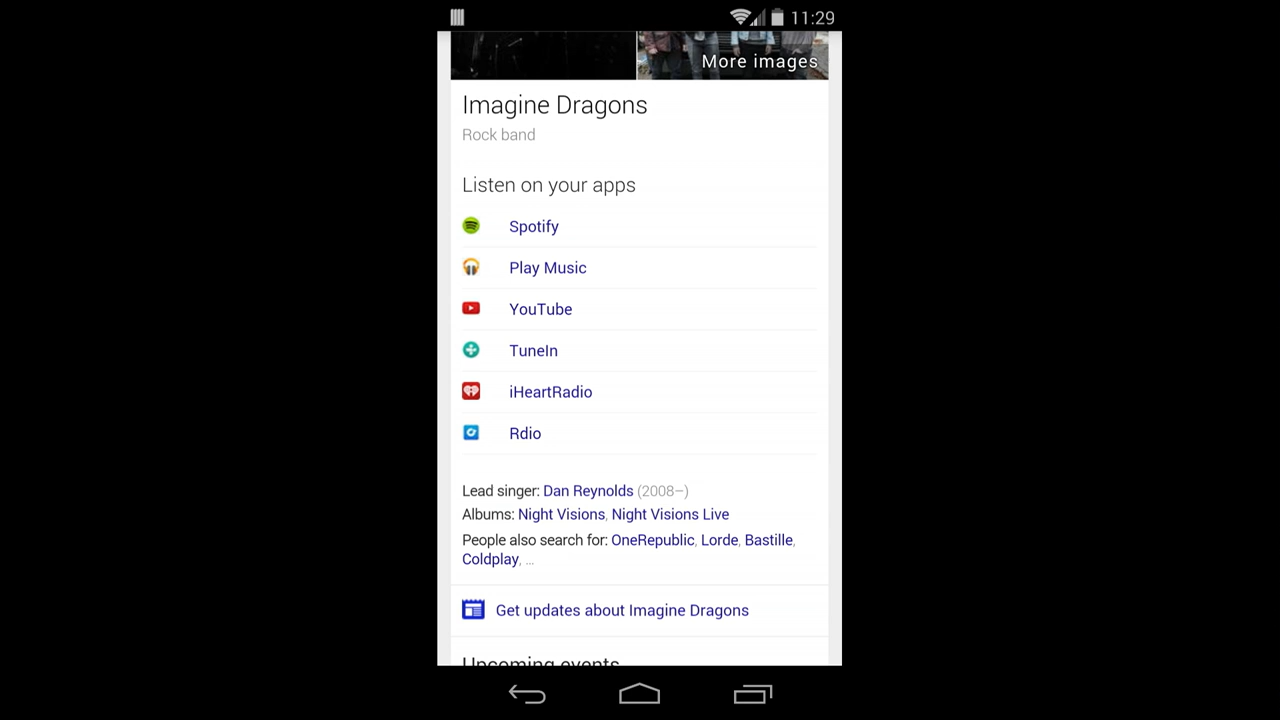 11:29
More images
Imagine Dragons
Rock band
Listen on your apps
Spotify
Play Music
YouTube
TuneIn
iHeartRadio
Rdio
Lead singer: Dan Reynolds (2008–)
Albums: Night Visions, Night Visions Live
People also search for: OneRepublic, Lorde, Bastille,
Coldplay, ...
Get updates about Imagine Dragons
Upcoming events